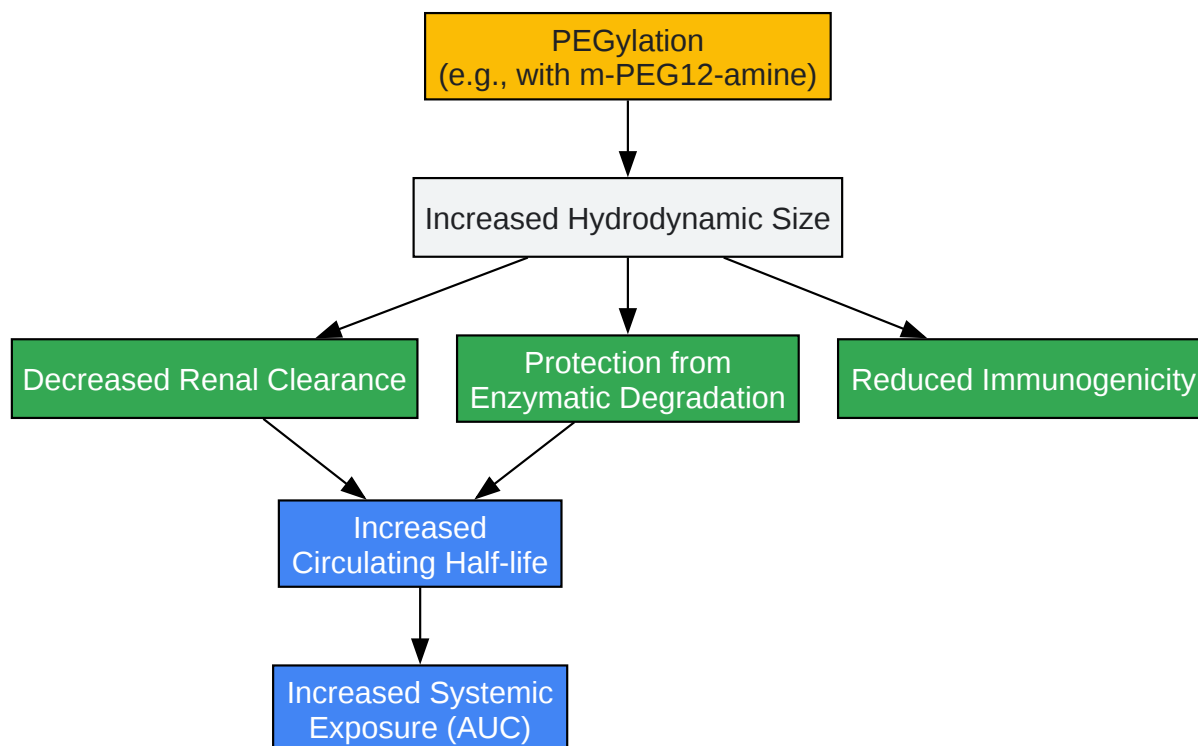 PEGylation
(e.g., with m-PEG12-amine)
Increased Hydrodynamic Size
Decreased Renal Clearance
Protection from
Enzymatic Degradation
Reduced Immunogenicity
Increased
Circulating Half-life
Increased Systemic
Exposure (AUC)